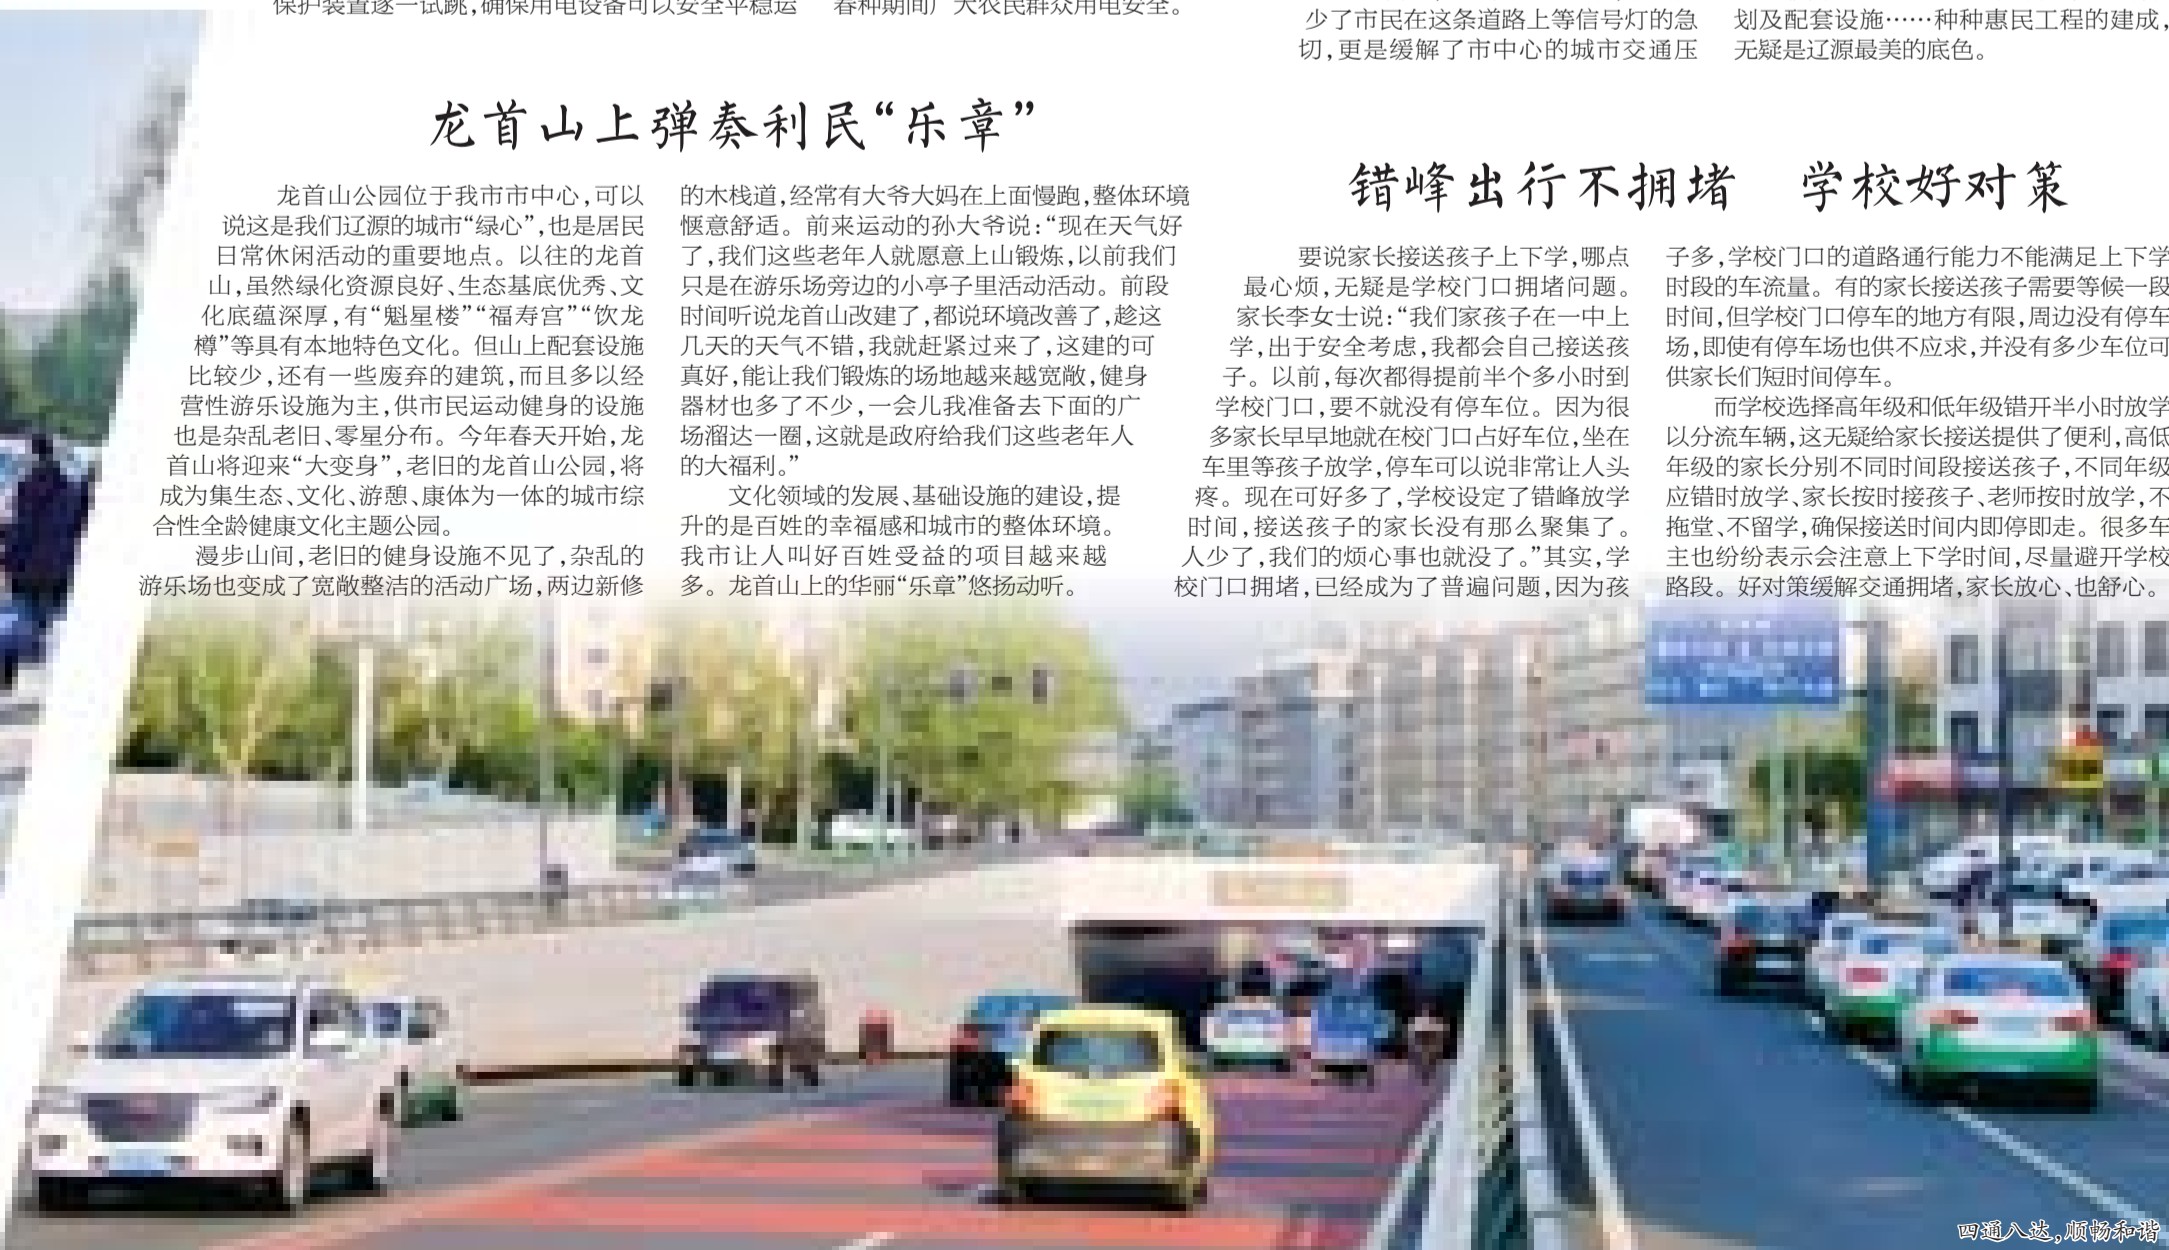 保护装置逐一试跳,确保用电设备可以安全平稳运
春种期间广大农民群众用电安全。
少了市民在这条道路上等信号灯的急
切,更是缓解了市中心的城市交通压
划及配套设施……种种惠民工程的建成,
无疑是辽源最美的底色。
龙首山上弹奏利民“乐章”
龙首山公园位于我市市中心,可以
说这是我们辽源的城市“绿心”,也是居民
日常休闲活动的重要地点。以往的龙首
山,虽然绿化资源良好、生态基底优秀、文
化底蕴深厚,有“魁星楼”“福寿宫”“饮龙
樽”等具有本地特色文化。但山上配套设施
比较少,还有一些废弃的建筑,而且多以经
营性游乐设施为主,供市民运动健身的设施
也是杂乱老旧、零星分布。今年春天开始,龙
首山将迎来“大变身”,老旧的龙首山公园,将
成为集生态、文化、游憩、康体为一体的城市综
合性全龄健康文化主题公园。
漫步山间,老旧的健身设施不见了,杂乱的
游乐场也变成了宽敞整洁的活动广场,两边新修
的木栈道,经常有大爷大妈在上面慢跑,整体环境
惬意舒适。前来运动的孙大爷说:“现在天气好
了,我们这些老年人就愿意上山锻炼,以前我们
只是在游乐场旁边的小亭子里活动活动。前段
时间听说龙首山改建了,都说环境改善了,趁这
几天的天气不错,我就赶紧过来了,这建的可
真好,能让我们锻炼的场地越来越宽敞,健身
器材也多了不少,一会儿我准备去下面的广
场溜达一圈,这就是政府给我们这些老年人
的大福利。”
文化领域的发展、基础设施的建设,提
升的是百姓的幸福感和城市的整体环境。
我市让人叫好百姓受益的项目越来越
多。龙首山上的华丽“乐章”悠扬动听。
错峰出行不拥堵 学校好对策
要说家长接送孩子上下学,哪点
最心烦,无疑是学校门口拥堵问题。
家长李女士说:“我们家孩子在一中上
学,出于安全考虑,我都会自己接送孩
子。以前,每次都得提前半个多小时到
学校门口,要不就没有停车位。因为很
多家长早早地就在校门口占好车位,坐在
车里等孩子放学,停车可以说非常让人头
疼。现在可好多了,学校设定了错峰放学
时间,接送孩子的家长没有那么聚集了。
人少了,我们的烦心事也就没了。”其实,学
校门口拥堵,已经成为了普遍问题,因为孩
子多,学校门口的道路通行能力不能满足上下学
时段的车流量。有的家长接送孩子需要等候一段
时间,但学校门口停车的地方有限,周边没有停车
场,即使有停车场也供不应求,并没有多少车位可
供家长们短时间停车。
而学校选择高年级和低年级错开半小时放学
以分流车辆,这无疑给家长接送提供了便利,高低
年级的家长分别不同时间段接送孩子,不同年级
应错时放学、家长按时接孩子、老师按时放学,不
拖堂、不留学,确保接送时间内即停即走。很多车
主也纷纷表示会注意上下学时间,尽量避开学校
路段。好对策缓解交通拥堵,家长放心、也舒心。
四通八达,顺畅和谐